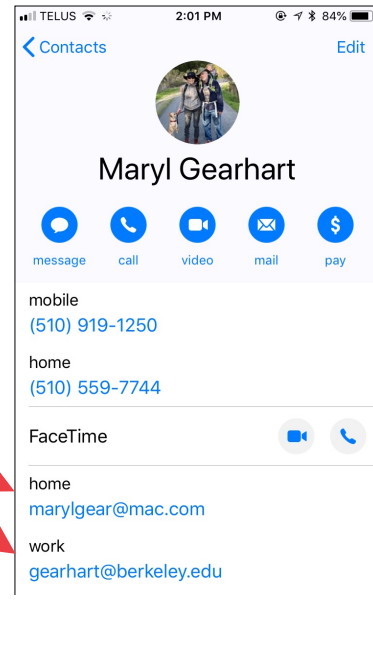 TELUS 2:01 PM 84%
Contacts Edit
Maryl Gearhart
message call video mail pay
mobile
(510) 919-1250
home
(510) 559-7744
FaceTime
home
marylgear@mac.com
work
gearhart@berkeley.edu